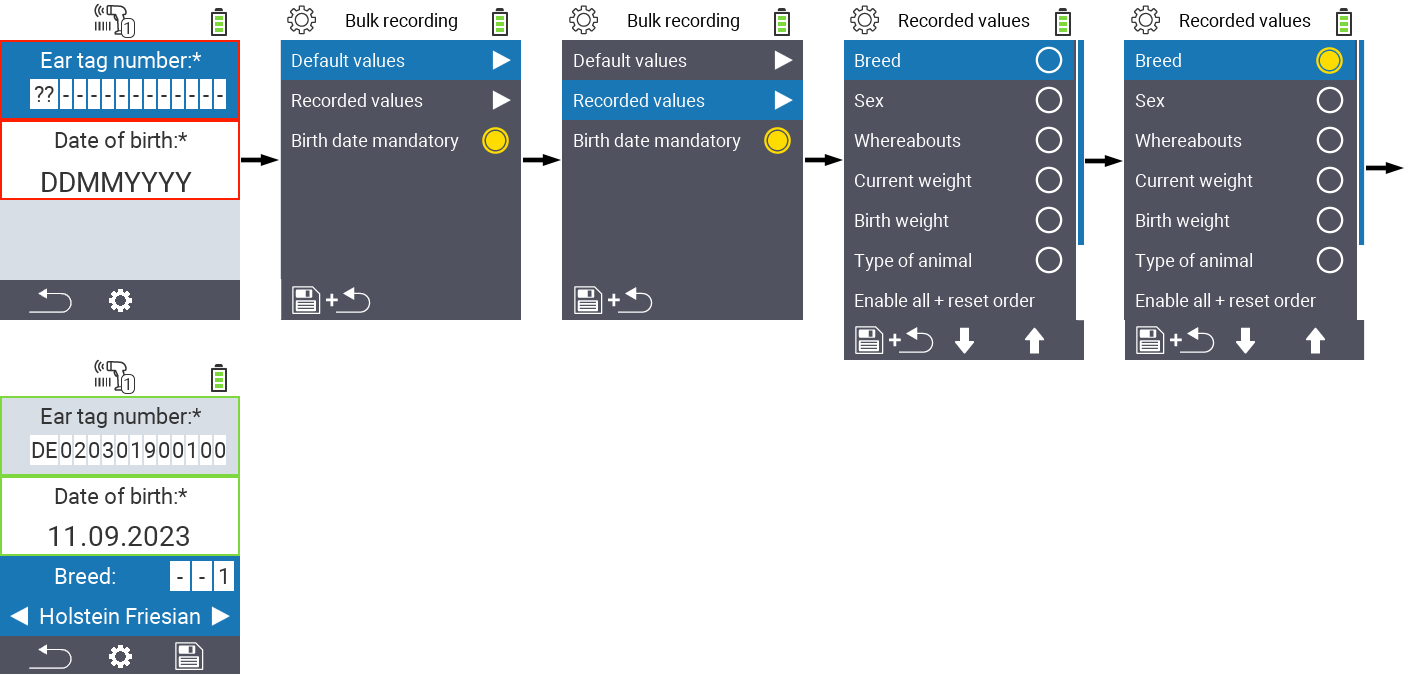 1
Ear tag number:*
??------------
Date of birth:*
DDMMYYYY
Bulk recording
Default values
Recorded values
Birth date mandatory
+
Bulk recording
Default values
Recorded values
Birth date mandatory
+
Recorded values
Breed
Sex
Whereabouts
Current weight
Birth weight
Type of animal
Enable all + reset order
+
Recorded values
Breed
Sex
Whereabouts
Current weight
Birth weight
Type of animal
Enable all + reset order
+
1
Ear tag number:*
DE020301900100
Date of birth:*
11.09.2023
Breed: --1
Holstein Friesian